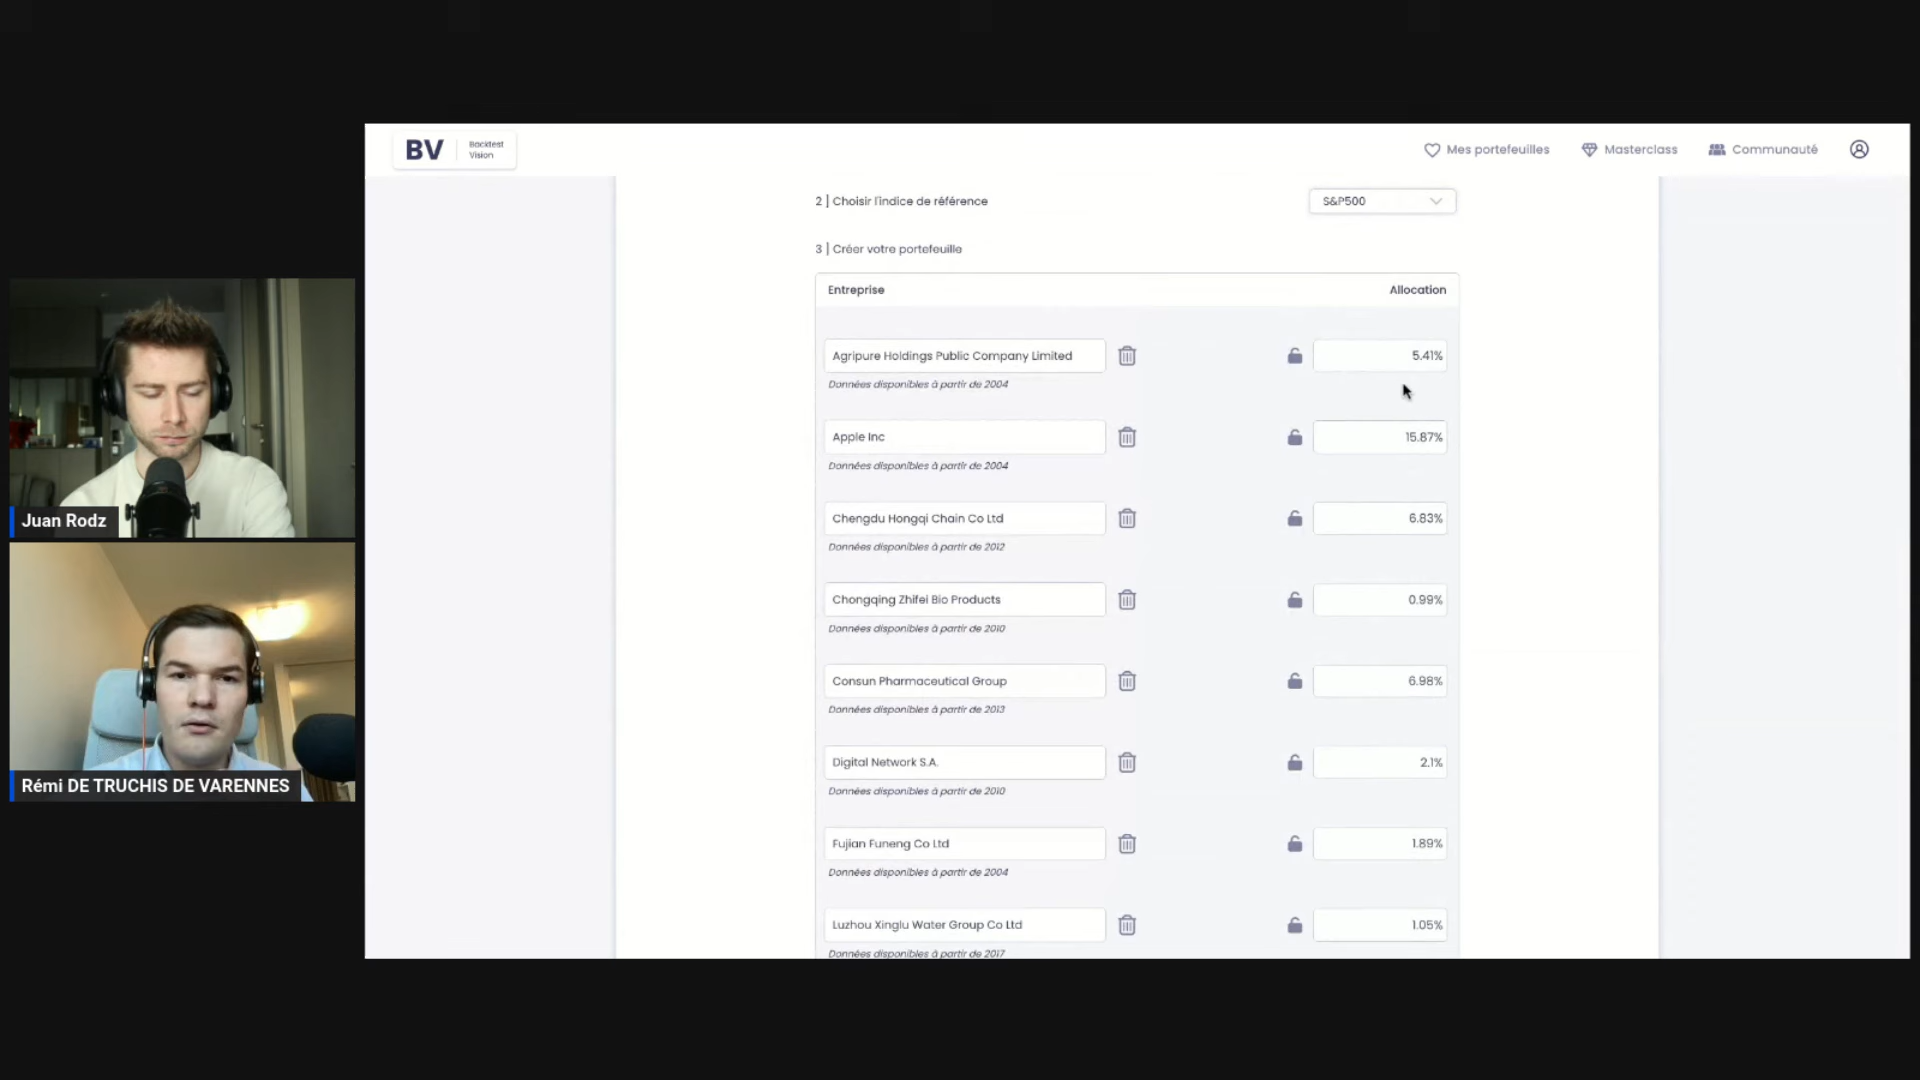 BV
Backtest
Vision
Mes portefeuilles
Masterclass
Communauté
2 | Choisir l'indice de référence
S&P500
3 | Créer votre portefeuille
Entreprise
Allocation
Agripure Holdings Public Company Limited
5.41%
Données disponibles à partir de 2004
Apple Inc
15.87%
Données disponibles à partir de 2004
Chengdu Hongqi Chain Co Ltd
6.83%
Données disponibles à partir de 2012
Chongqing Zhifei Bio Products
0.99%
Données disponibles à partir de 2010
Consun Pharmaceutical Group
6.98%
Données disponibles à partir de 2013
Digital Network S.A.
2.1%
Données disponibles à partir de 2010
Fujian Funeng Co Ltd
1.89%
Données disponibles à partir de 2004
Luzhou Xinglu Water Group Co Ltd
1.05%
Données disponibles à partir de 2017
Juan Rodz
Rémi DE TRUCHIS DE VARENNES